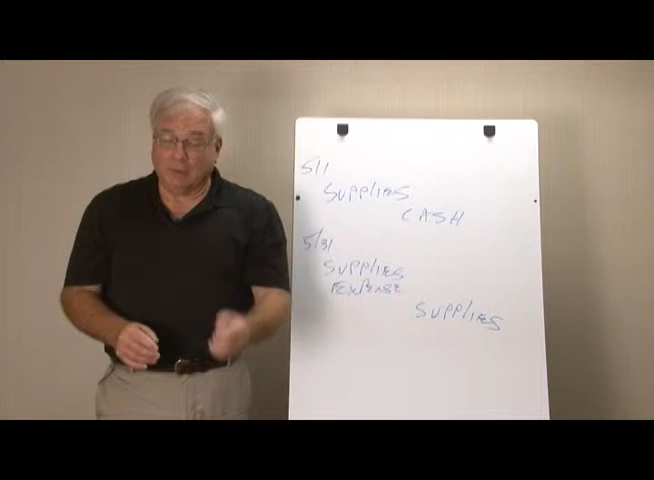 5/1
SUPPLIES
CASH
5/31
SUPPLIES
EXPENSE
SUPPLIES